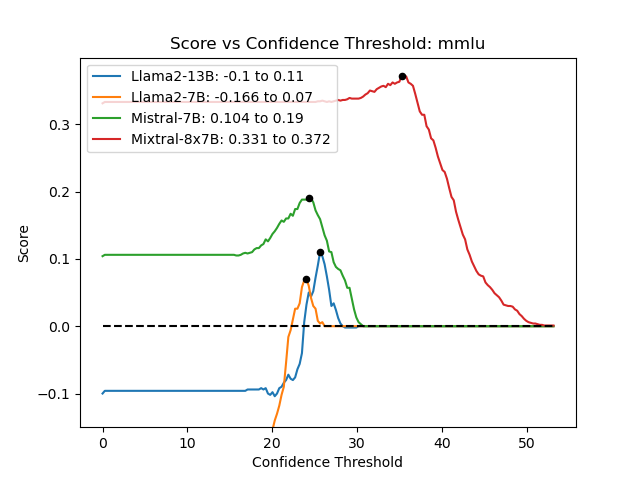 Score vs Confidence Threshold: mmlu
Llama2-13B: -0.1 to 0.11
Llama2-7B: -0.166 to 0.07
Mistral-7B: 0.104 to 0.19
Mixtral-8x7B: 0.331 to 0.372
0.3
0.2
0.1
0.0
−0.1
Score
0 10 20 30 40 50
Confidence Threshold